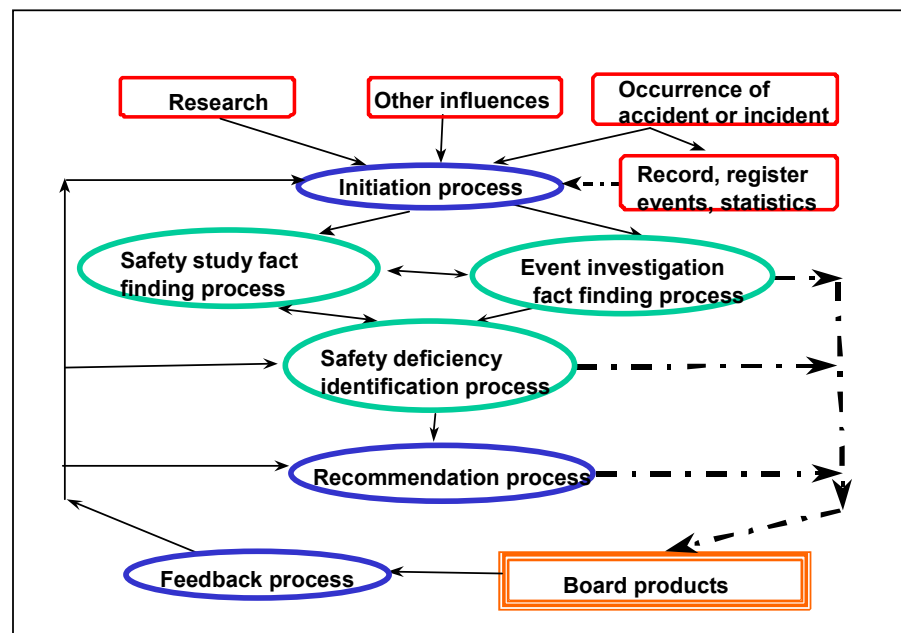 Research
Other influences
Occurrence of
accident or incident
Initiation process
Record, register
events, statistics
Safety study fact
finding process
Event investigation
fact finding process
Safety deficiency
identification process
Recommendation process
Feedback process
Board products